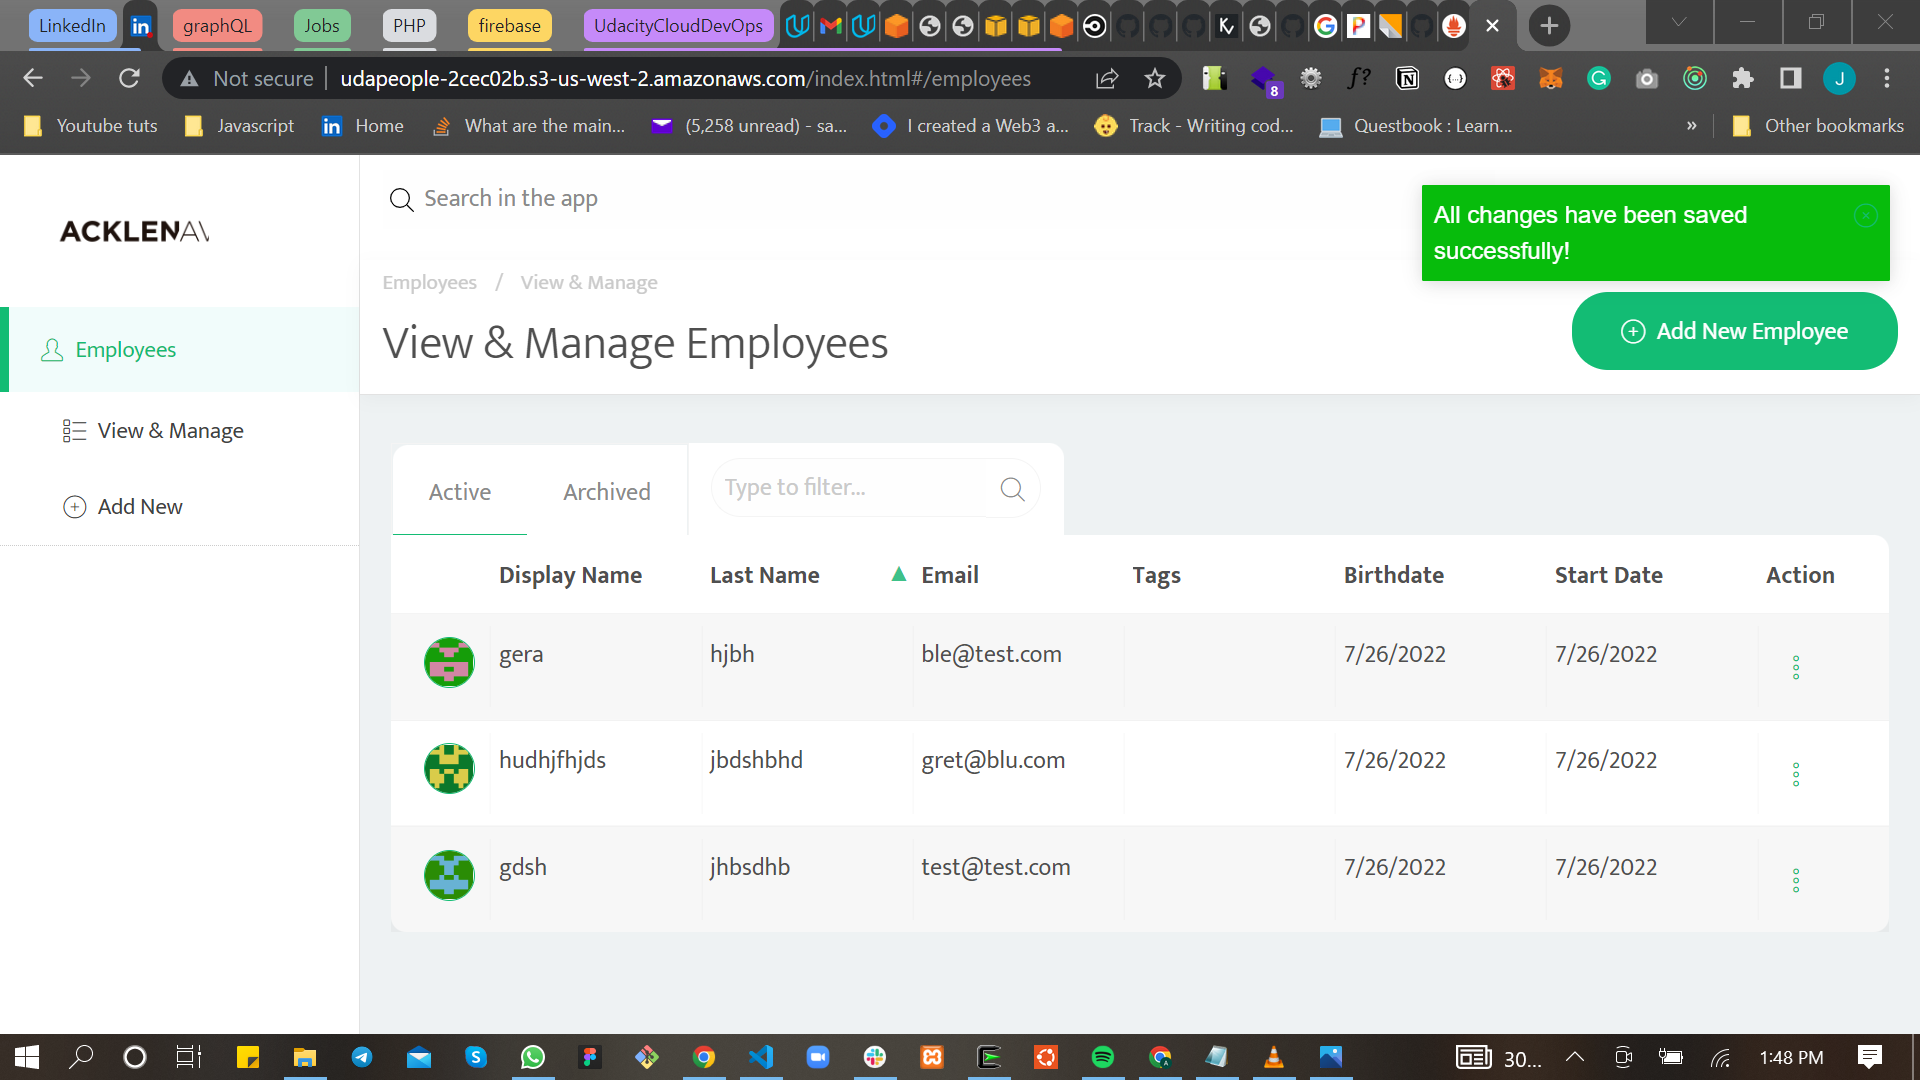 LinkedIn graphQL Jobs PHP firebase UdacityCloudDevOps
Not secure udapeople-2cec02b.s3-us-west-2.amazonaws.com/index.html#/employees
8
J
Youtube tuts Javascript Home What are the main... (5,258 unread) - sa... I created a Web3 a... Track - Writing cod... Questbook : Learn... » Other bookmarks
ACKLENAV
Search in the app
All changes have been saved
successfully!
Employees / View & Manage
View & Manage Employees
Add New Employee
Employees
View & Manage
Add New
Active Archived Type to filter...
Display Name Last Name Email Tags Birthdate Start Date Action
gera hjbh ble@test.com 7/26/2022 7/26/2022
hudhjfhjds jbdshbhd gret@blu.com 7/26/2022 7/26/2022
gdsh jhbsdhb test@test.com 7/26/2022 7/26/2022
30... 1:48 PM